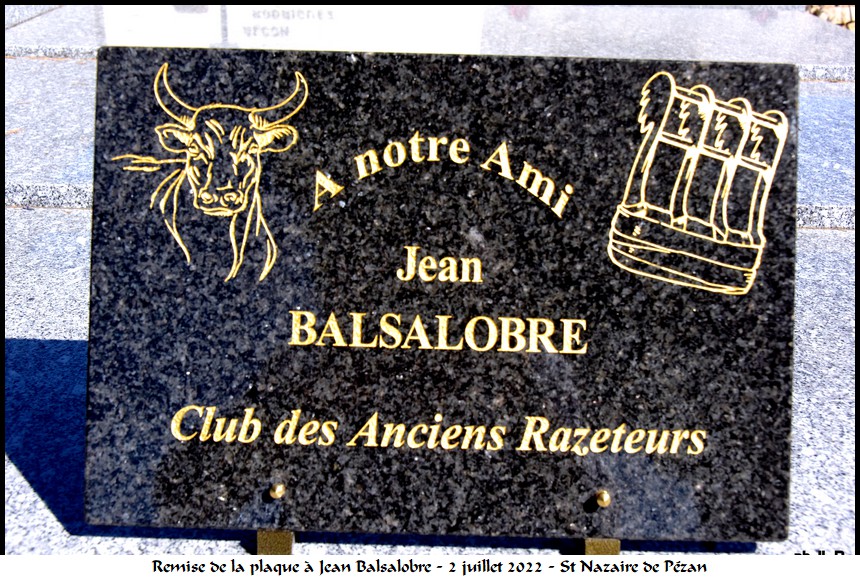 RODRIGUEZ
A notre Ami
Jean
BALSALOBRE
Club des Anciens Razeteurs
Remise de la plaque à Jean Balsalobre - 2 juillet 2022 - St Nazaire de Pézan